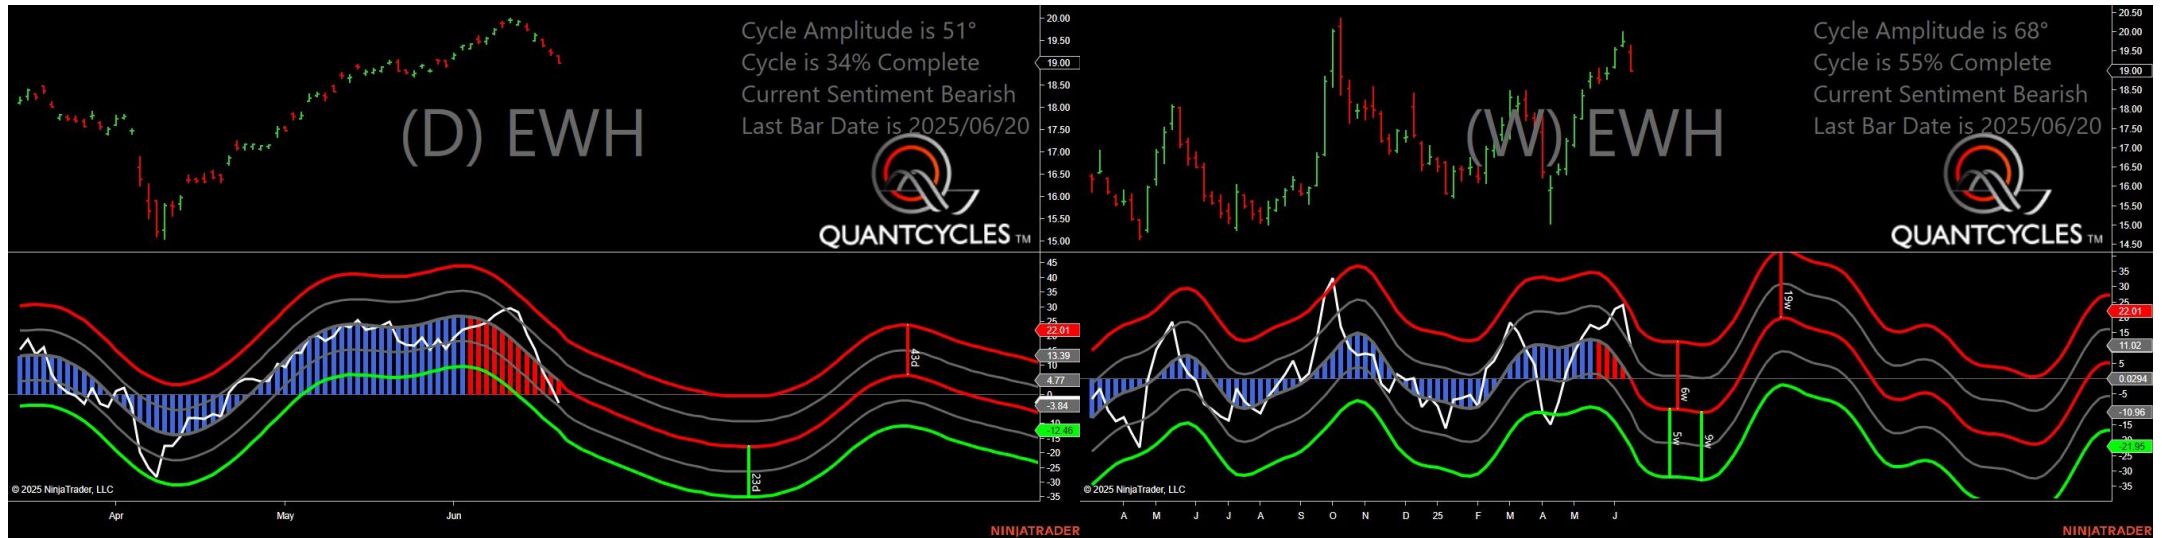 Cycle Amplitude is 51°
Cycle is 34% Complete
Current Sentiment Bearish
Last Bar Date is 2025/06/20
(D) EWH
QUANTCYCLES TM
20.00
19.50
19.00
18.50
18.00
17.50
17.00
16.50
16.00
15.50
15.00
45
40
35
30
25
22.01
15
13.39
4.77
-3.84
-12.46
-15
-20
-25
-30
-35
43d
23d
© 2025 NinjaTrader, LLC
Apr May Jun
NINJATRADER
Cycle Amplitude is 68°
Cycle is 55% Complete
Current Sentiment Bearish
Last Bar Date is 2025/06/20
(W) EWH
QUANTCYCLES TM
20.50
20.00
19.50
19.00
18.50
18.00
17.50
17.00
16.50
16.00
15.50
15.00
14.50
35
30
25
22.01
20
15
11.02
5
0.0294
-5
-10.96
-15
-21.95
-25
-30
-35
19w
6w
5w
9w
© 2025 NinjaTrader, LLC
A M J J A S O N D 25 F M A M J
NINJATRADER